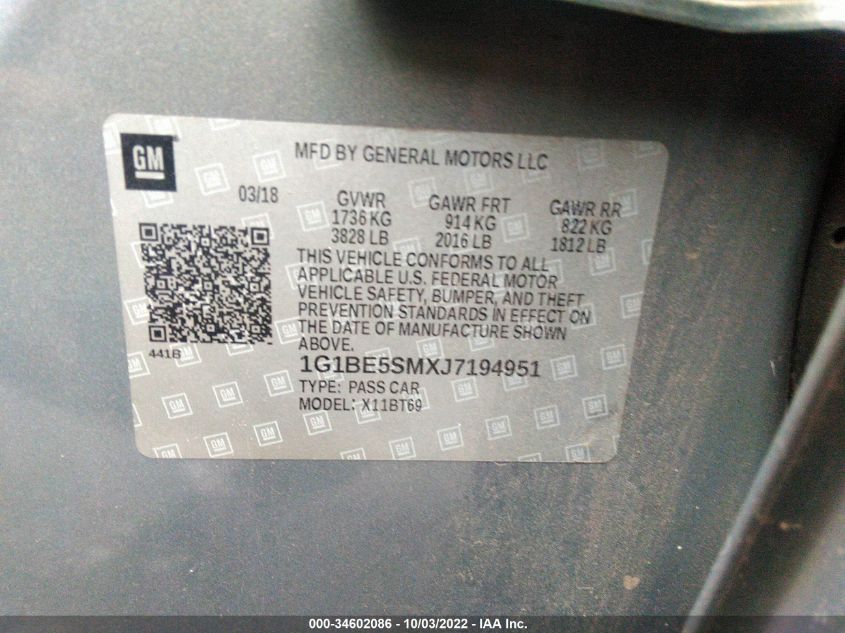 GM
MFD BY GENERAL MOTORS LLC
03/18
GVWR GAWR FRT GAWR RR
1736 KG 914 KG 822 KG
3828 LB 2016 LB 1812 LB
THIS VEHICLE CONFORMS TO ALL
APPLICABLE U.S. FEDERAL MOTOR
VEHICLE SAFETY, BUMPER, AND THEFT
PREVENTION STANDARDS IN EFFECT ON
THE DATE OF MANUFACTURE SHOWN
ABOVE.
441B
1G1BE5SMXJ7194951
TYPE: PASS CAR
MODEL: X11BT69
000-34602086 - 10/03/2022 - IAA Inc.